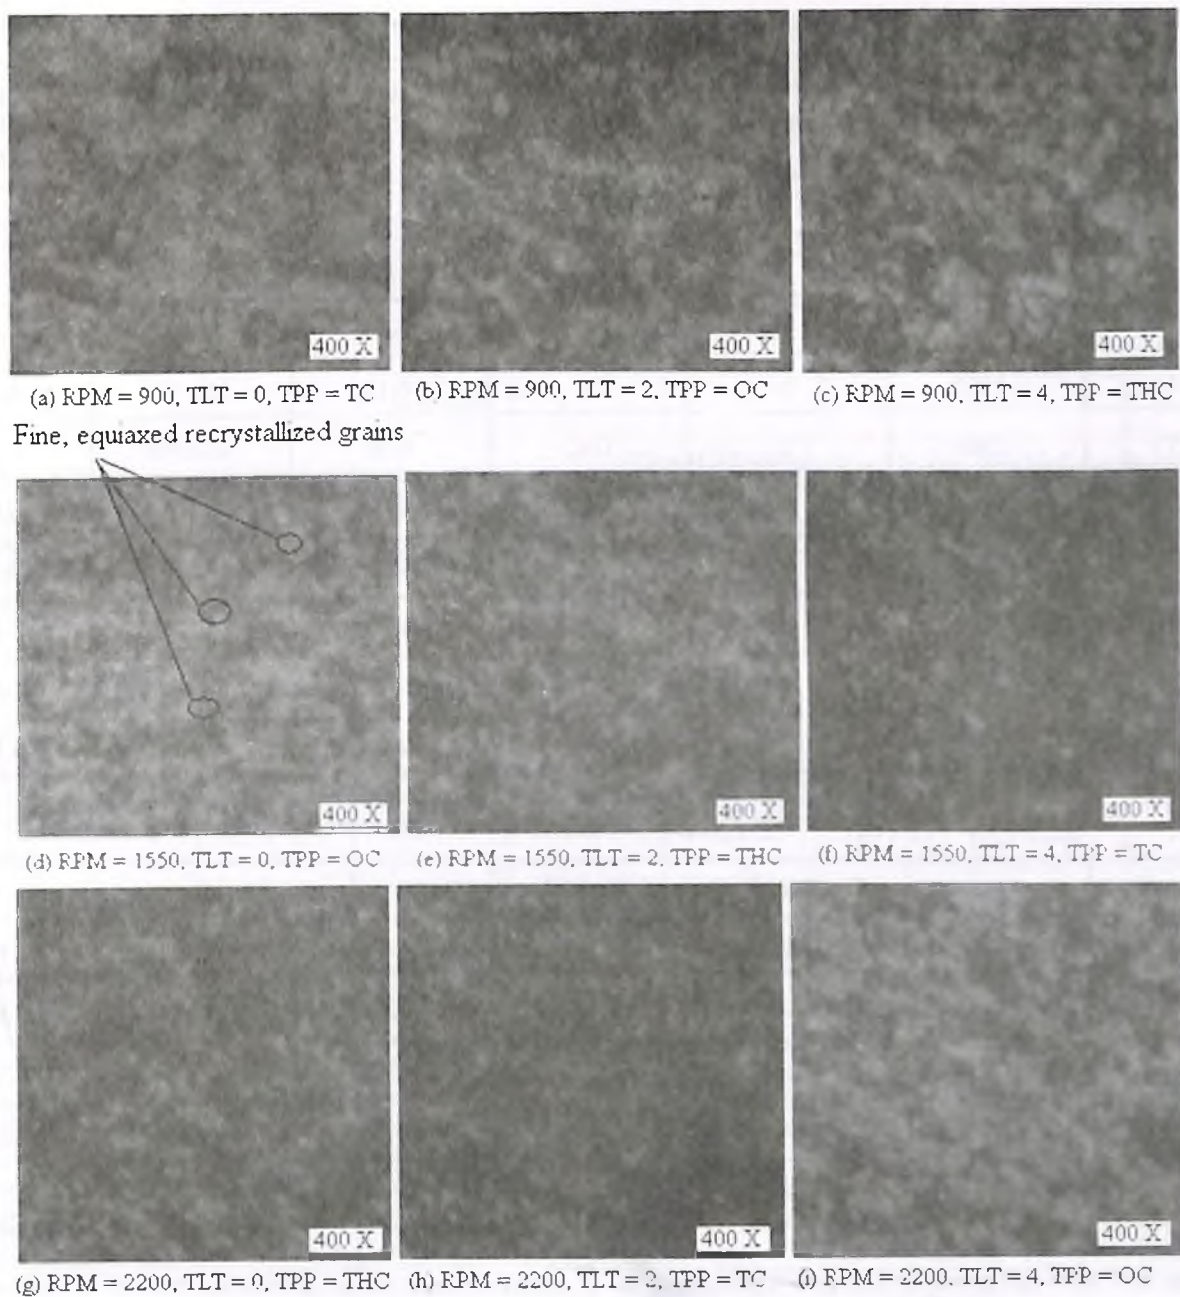 400 X 400 X 400 X
(a) RPM = 900, TLT = 0, TPP = TC (b) RPM = 900, TLT = 2, TPP = OC (c) RPM = 900, TLT = 4, TPP = THC
Fine, equiaxed recrystallized grains
400 X 400 X 400 X
(d) RPM = 1550, TLT = 0, TPP = OC (e) RPM = 1550, TLT = 2, TPP = THC (f) RPM = 1550, TLT = 4, TPP = TC
400 X 400 X 400 X
(g) RPM = 2200, TLT = 0, TPP = THC (h) RPM = 2200, TLT = 2, TPP = TC (i) RPM = 2200, TLT = 4, TPP = OC